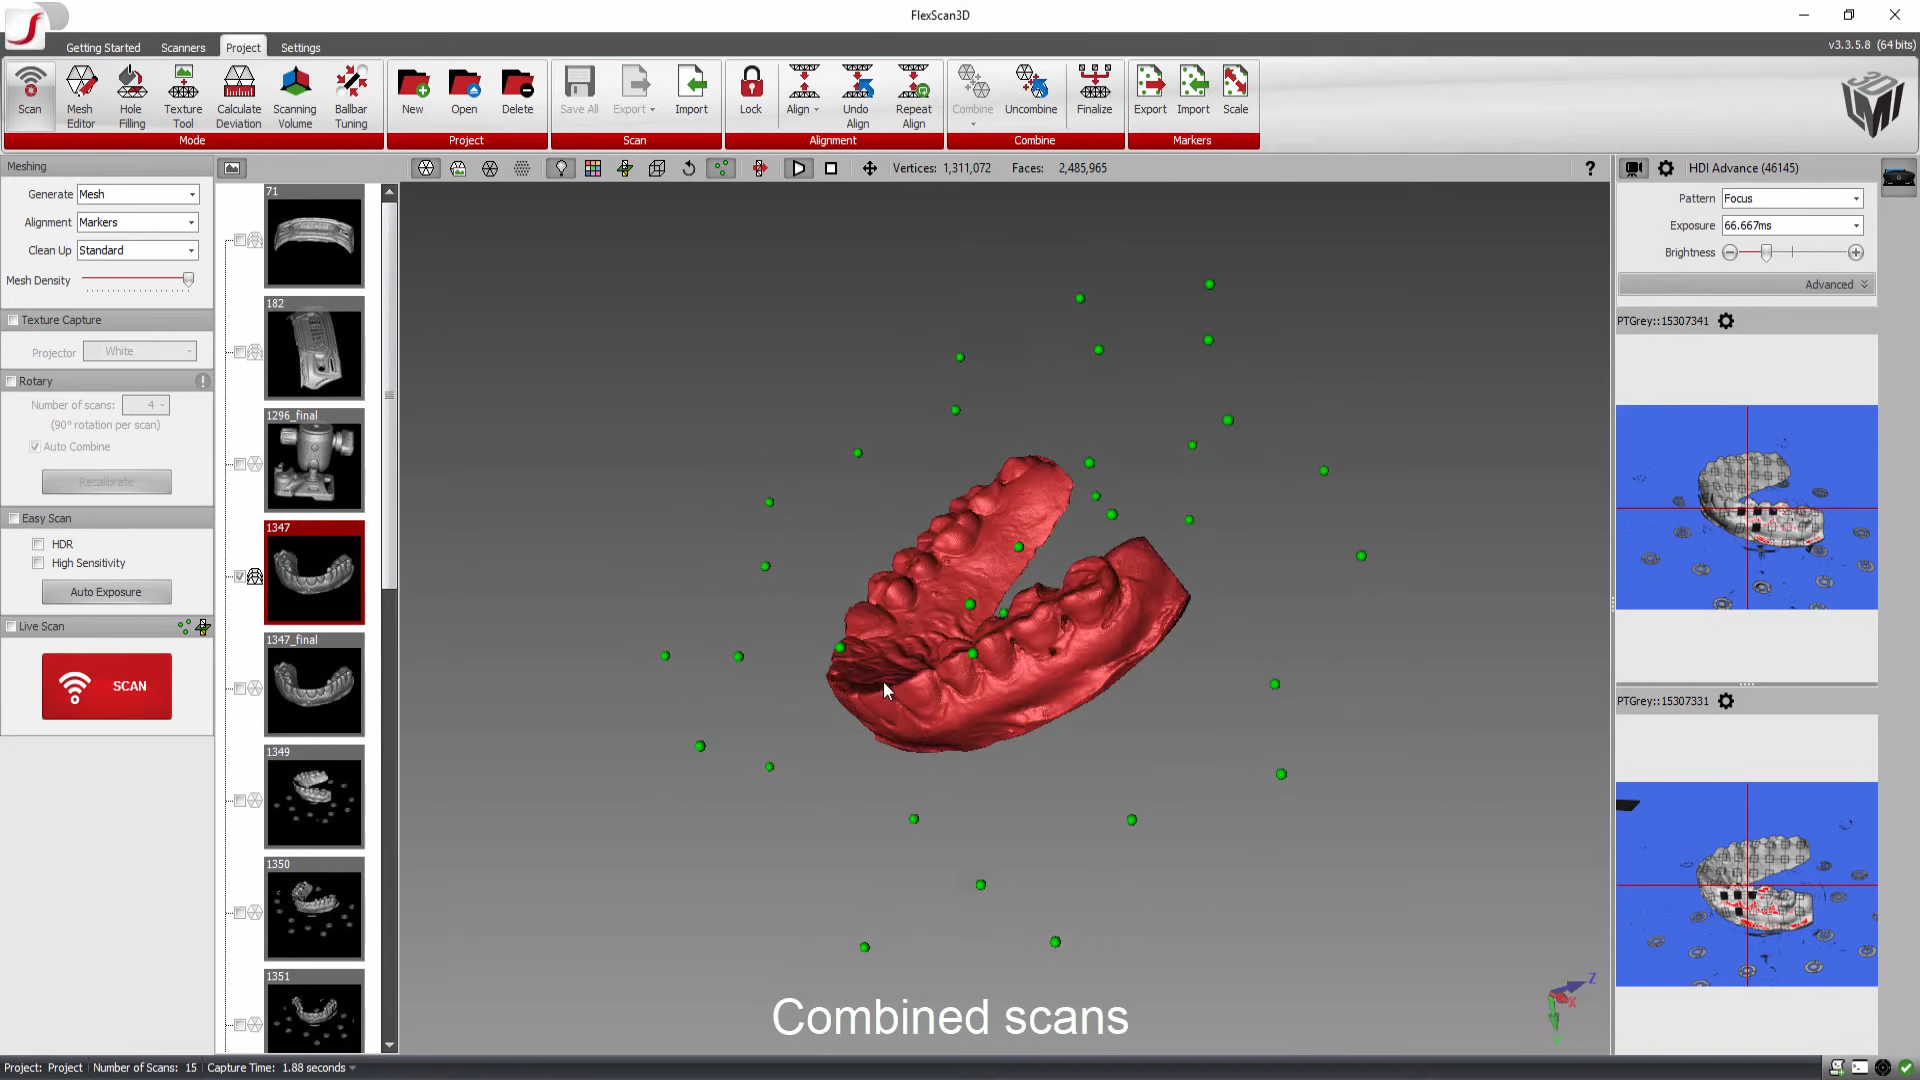 FlexScan3D
Getting Started Scanners Project Settings
v3.3.5.8 (64 bits)
Scan
Mesh Editor
Hole Filling
Texture Tool
Calculate Deviation
Scanning Volume
Ballbar Tuning
Mode
New Open Delete
Project
Save All Export Import
Scan
Lock Align
Undo Align
Repeat Align
Alignment
Combine Uncombine Finalize
Combine
Export Import Scale
Markers
Meshing
Generate Mesh
Alignment Markers
Clean Up Standard
Mesh Density
Texture Capture
Projector White
Rotary
Number of scans: 4
(90° rotation per scan)
Auto Combine
Recalibrate
Easy Scan
HDR
High Sensitivity
Auto Exposure
Live Scan
SCAN
71
182
1296_final
1347
1347_final
1349
1350
1351
Vertices: 1,311,072 Faces: 2,485,965
?
Combined scans
Z
X
Y
HDI Advance (46145)
Pattern Focus
Exposure 66.667ms
Brightness
Advanced
PTGrey::15307341
PTGrey::15307331
Project: Project Number of Scans: 15 Capture Time: 1.88 seconds